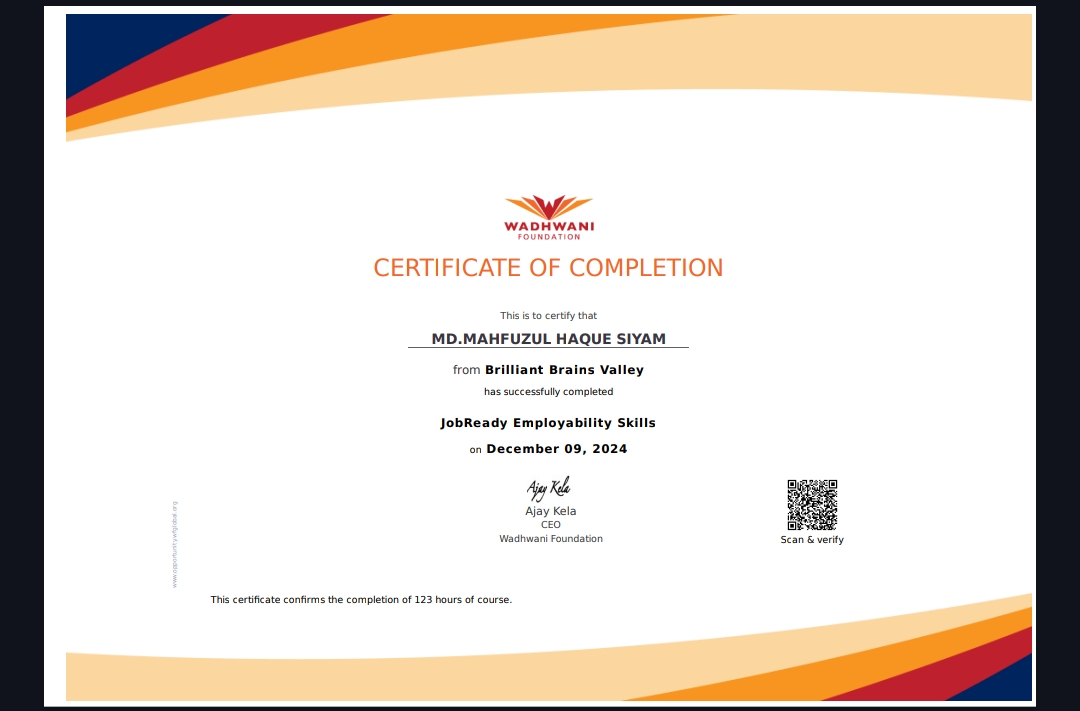 WADHWANI
FOUNDATION
CERTIFICATE OF COMPLETION
This is to certify that
MD.MAHFUZUL HAQUE SIYAM
from Brilliant Brains Valley
has successfully completed
JobReady Employability Skills
on December 09, 2024
Ajay Kela
Ajay Kela
CEO
Wadhwani Foundation
Scan & verify
www.opportunity.wfglobal.org
This certificate confirms the completion of 123 hours of course.